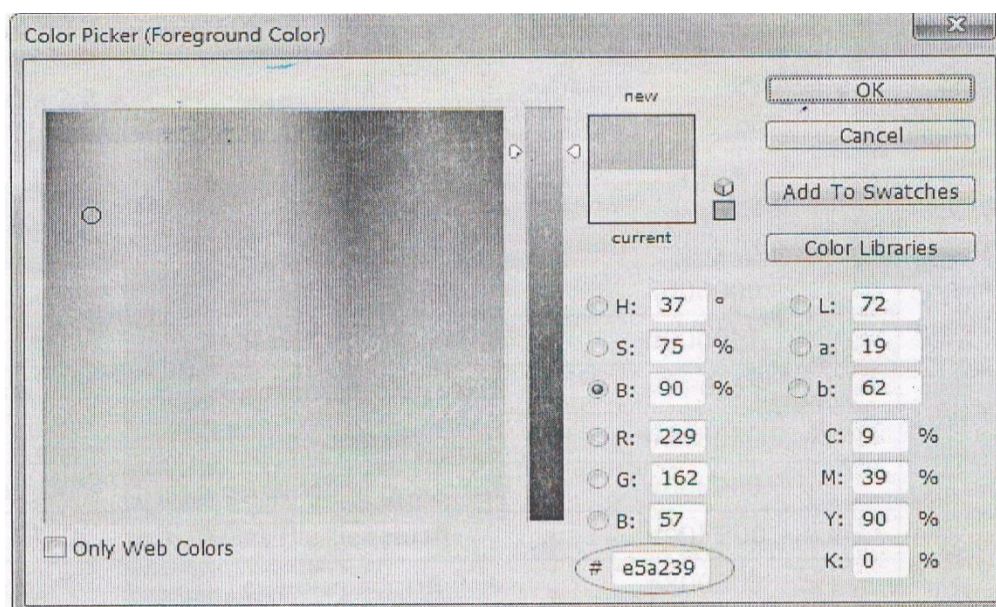 Color Picker (Foreground Color)
new
current
OK
Cancel
Add To Swatches
Color Libraries
H: 37 °
S: 75 %
B: 90 %
R: 229
G: 162
B: 57
# e5a239
L: 72
a: 19
b: 62
C: 9 %
M: 39 %
Y: 90 %
K: 0 %
Only Web Colors